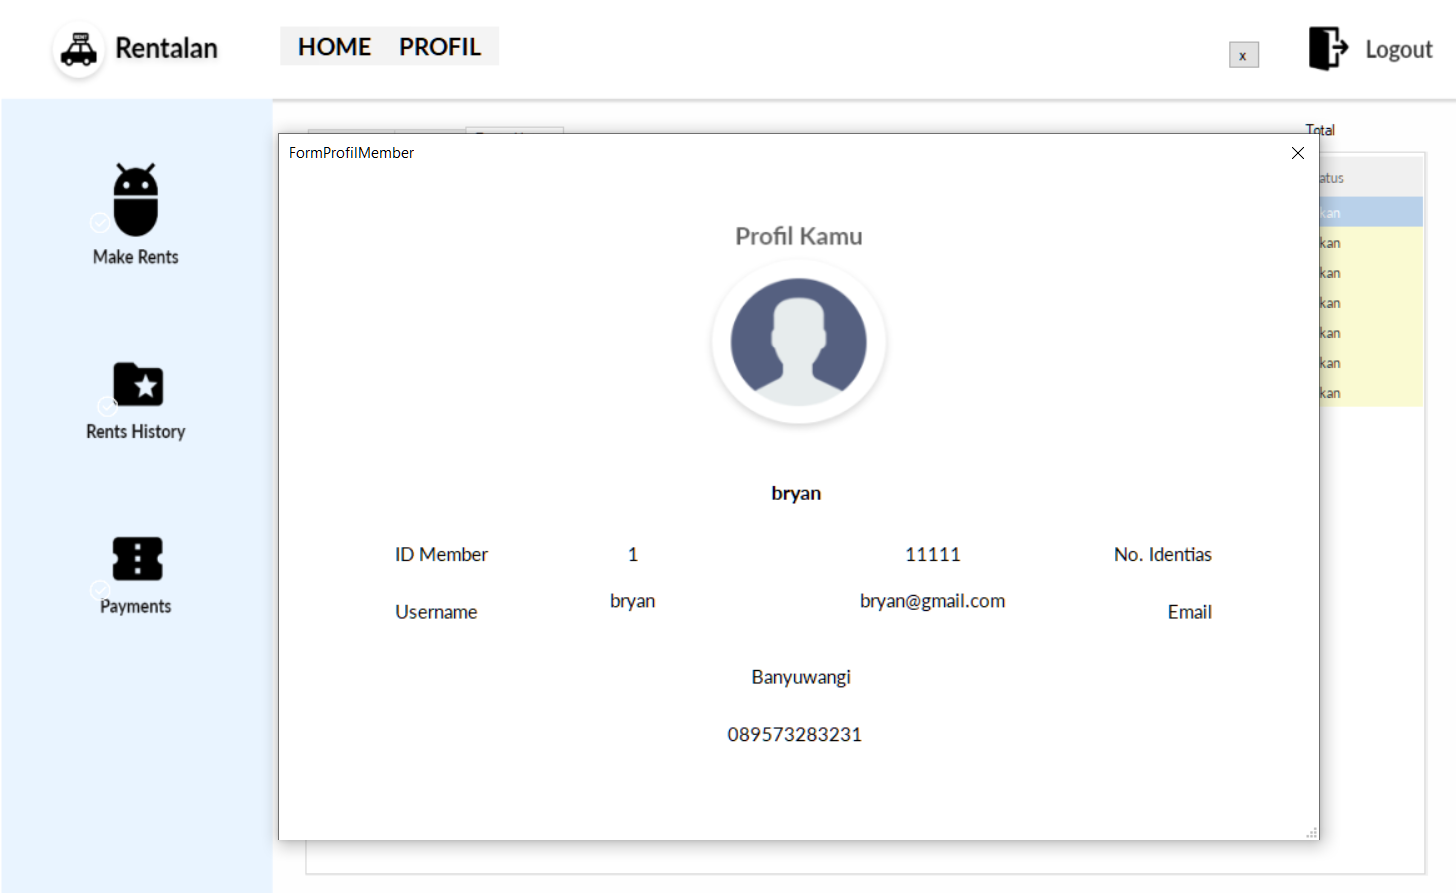 Rentalan
HOME PROFIL
x
Logout
Total
FormProfilMember
atus
kan
kan
kan
kan
kan
kan
kan
Make Rents
Rents History
Payments
Profil Kamu
bryan
ID Member 1 11111 No. Identias
Username bryan bryan@gmail.com Email
Banyuwangi
089573283231